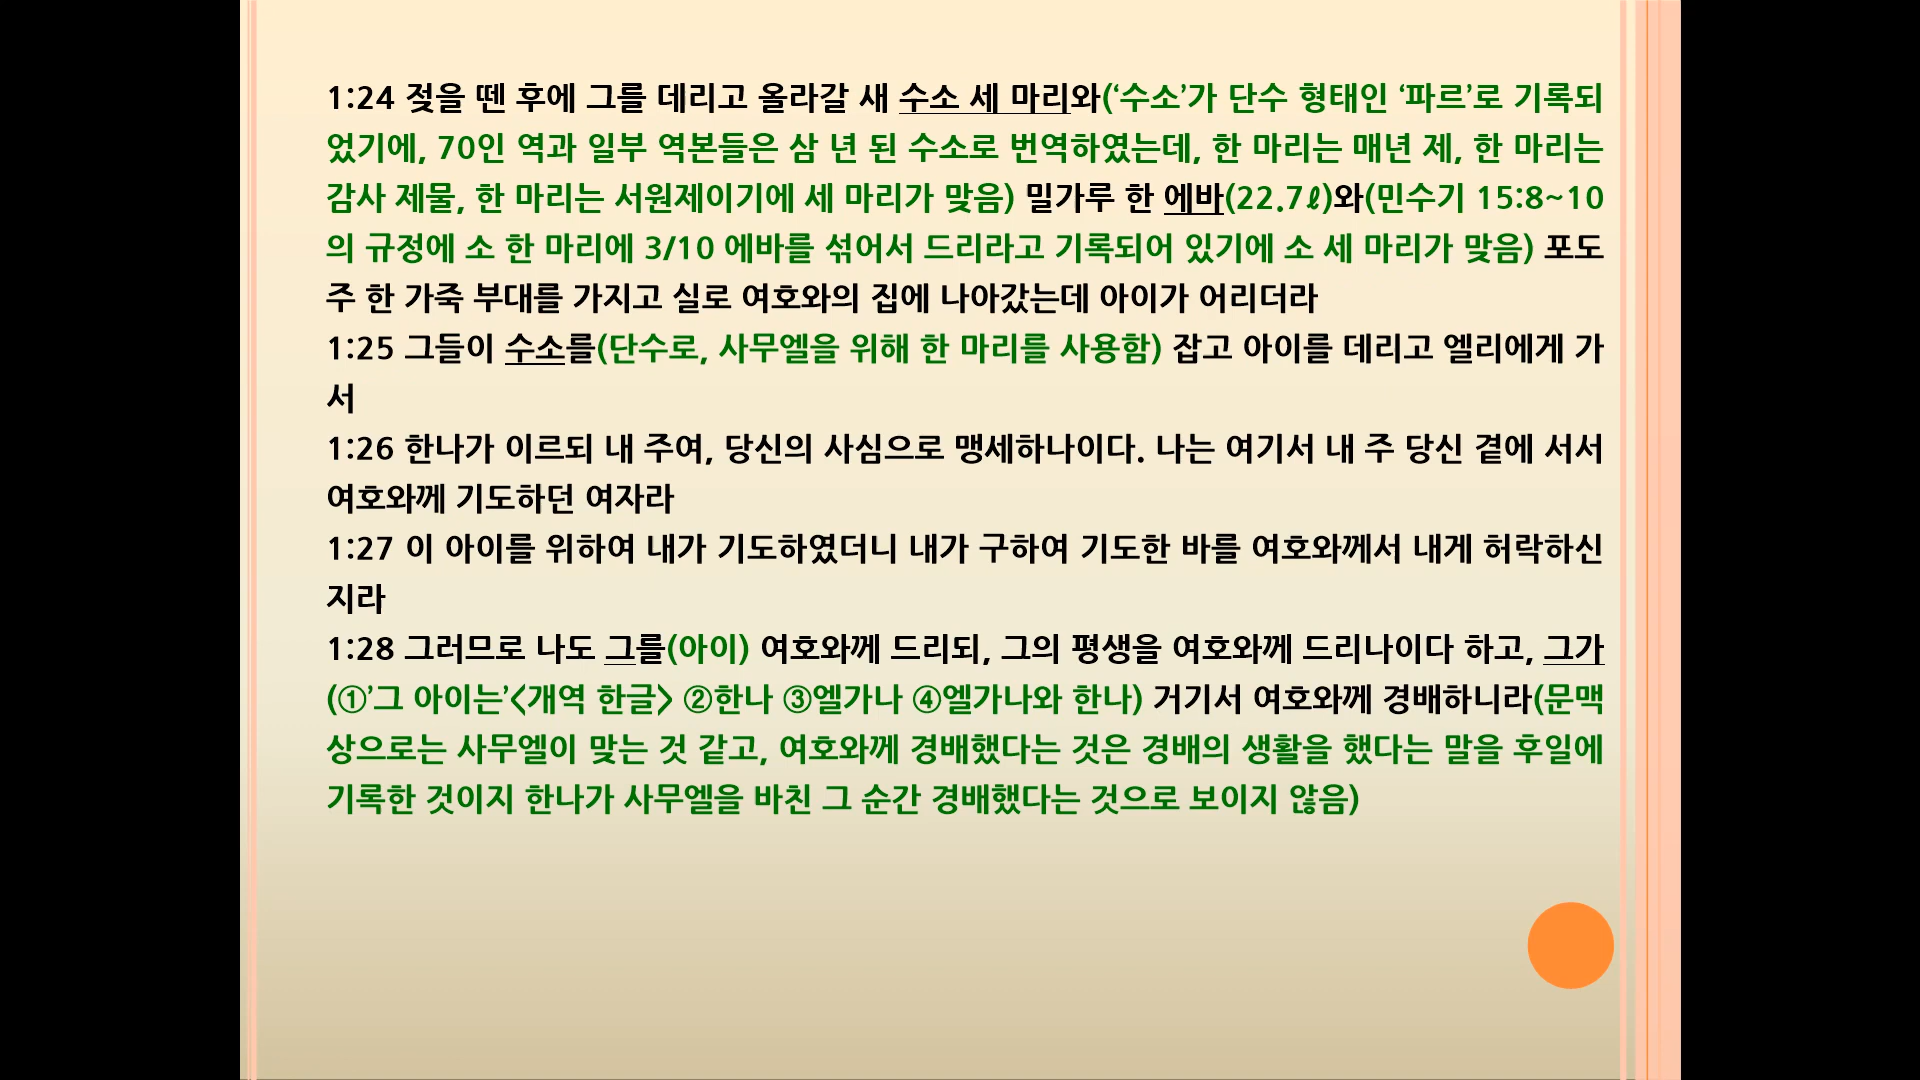 1:24 젖을 뗀 후에 그를 데리고 올라갈 새 수소 세 마리와(‘수소’가 단수 형태인 ‘파르’로 기록되
었기에, 70인 역과 일부 역본들은 삼 년 된 수소로 번역하였는데, 한 마리는 매년 제, 한 마리는
감사 제물, 한 마리는 서원제이기에 세 마리가 맞음) 밀가루 한 에바(22.7ℓ)와(민수기 15:8~10
의 규정에 소 한 마리에 3/10 에바를 섞어서 드리라고 기록되어 있기에 소 세 마리가 맞음) 포도
주 한 가죽 부대를 가지고 실로 여호와의 집에 나아갔는데 아이가 어리더라
1:25 그들이 수소를(단수로, 사무엘을 위해 한 마리를 사용함) 잡고 아이를 데리고 엘리에게 가
서
1:26 한나가 이르되 내 주여, 당신의 사심으로 맹세하나이다. 나는 여기서 내 주 당신 곁에 서서
여호와께 기도하던 여자라
1:27 이 아이를 위하여 내가 기도하였더니 내가 구하여 기도한 바를 여호와께서 내게 허락하신
지라
1:28 그러므로 나도 그를(아이) 여호와께 드리되, 그의 평생을 여호와께 드리나이다 하고, 그가
(①’그 아이는’<개역 한글> ②한나 ③엘가나 ④엘가나와 한나) 거기서 여호와께 경배하니라(문맥
상으로는 사무엘이 맞는 것 같고, 여호와께 경배했다는 것은 경배의 생활을 했다는 말을 후일에
기록한 것이지 한나가 사무엘을 바친 그 순간 경배했다는 것으로 보이지 않음)